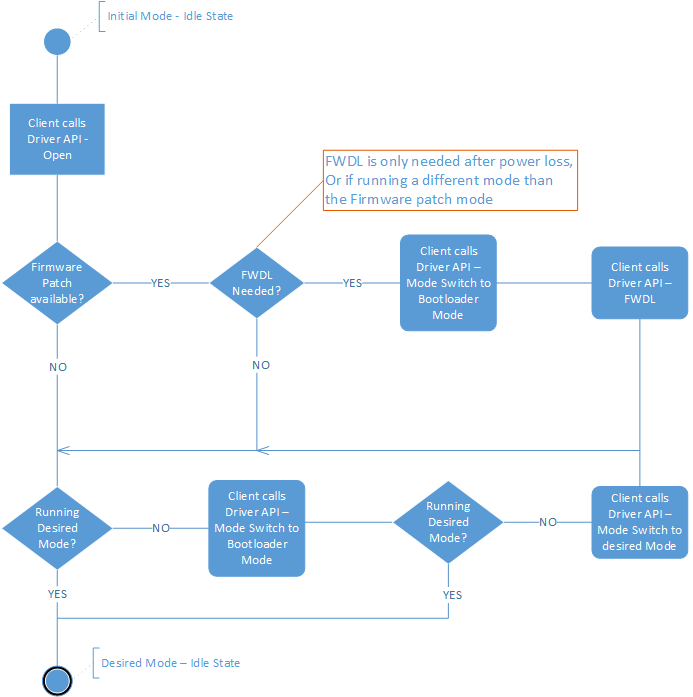 Initial Mode - Idle State
Client calls
Driver API -
Open
FWDL is only needed after power loss,
Or if running a different mode than
the Firmware patch mode
Firmware
Patch
available?
YES
FWDL
Needed?
YES
Client calls
Driver API –
Mode Switch to
Bootloader
Mode
Client calls
Driver API –
FWDL
NO
NO
Running
Desired
Mode?
NO
Client calls
Driver API –
Mode Switch to
Bootloader
Mode
Running
Desired
Mode?
NO
Client calls
Driver API –
Mode Switch to
desired Mode
YES
YES
Desired Mode – Idle State